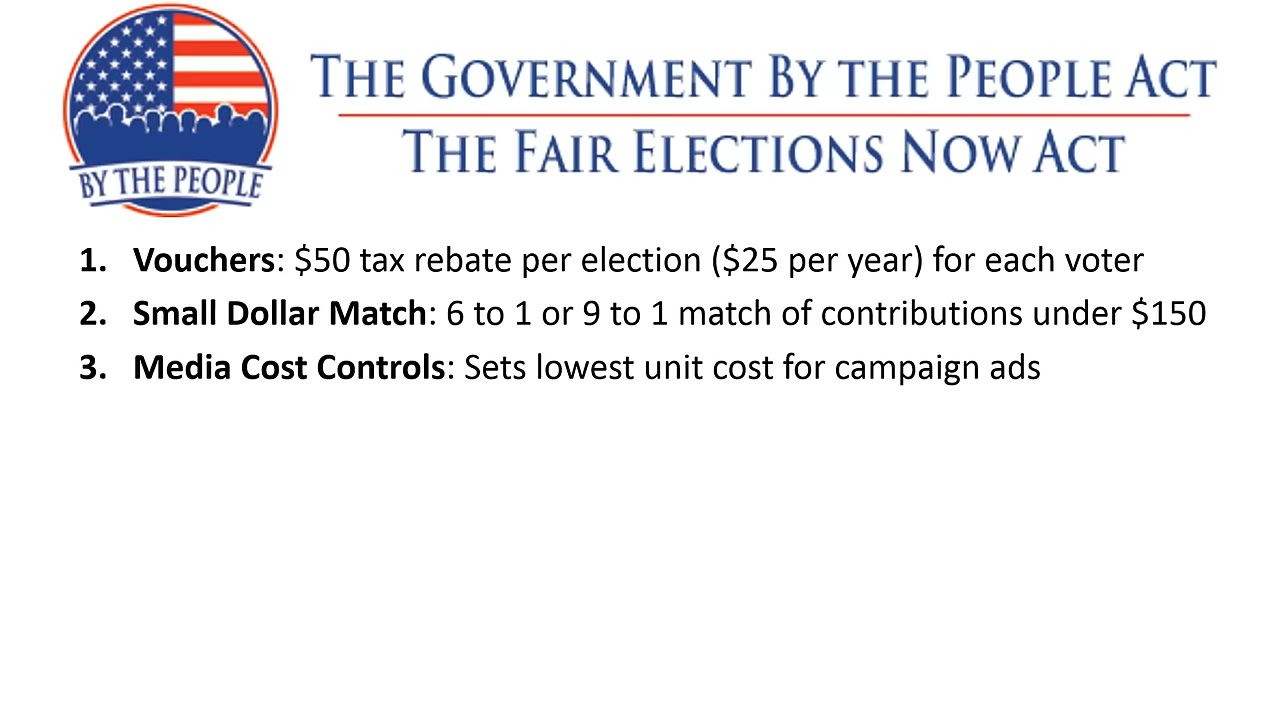 THE GOVERNMENT BY THE PEOPLE ACT
THE FAIR ELECTIONS NOW ACT
BY THE PEOPLE
1. Vouchers: $50 tax rebate per election ($25 per year) for each voter
2. Small Dollar Match: 6 to 1 or 9 to 1 match of contributions under $150
3. Media Cost Controls: Sets lowest unit cost for campaign ads